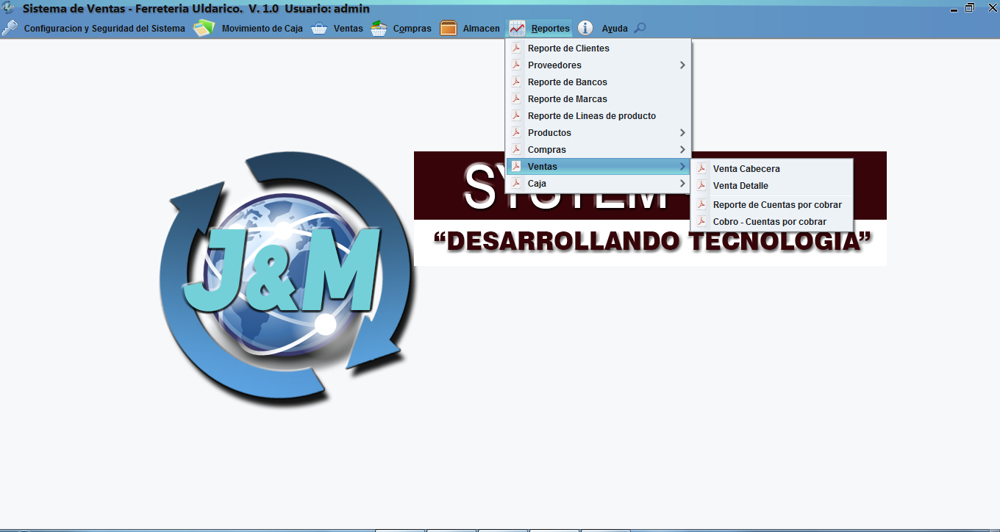 Sistema de Ventas - Ferreteria Uldarico.  V. 1.0  Usuario: admin
Configuracion y Seguridad del Sistema Movimiento de Caja Ventas Compras Almacen Reportes Ayuda
Reporte de Clientes
Proveedores
Reporte de Bancos
Reporte de Marcas
Reporte de Lineas de producto
Productos
Compras
Ventas
Caja
Venta Cabecera
Venta Detalle
Reporte de Cuentas por cobrar
Cobro - Cuentas por cobrar
J&M
“DESARROLLANDO TECNOLOGIA”